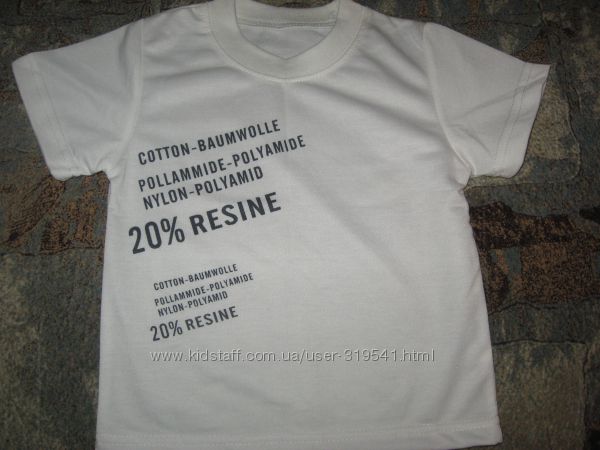 COTTON-BAUMWOLLE
POLLAMMIDE-POLYAMIDE
NYLON-POLYAMID
20% RESINE
COTTON-BAUMWOLLE
POLLAMMIDE-POLYAMIDE
NYLON-POLYAMID
20% RESINE
www.kidstaff.com.ua/user-319541.html